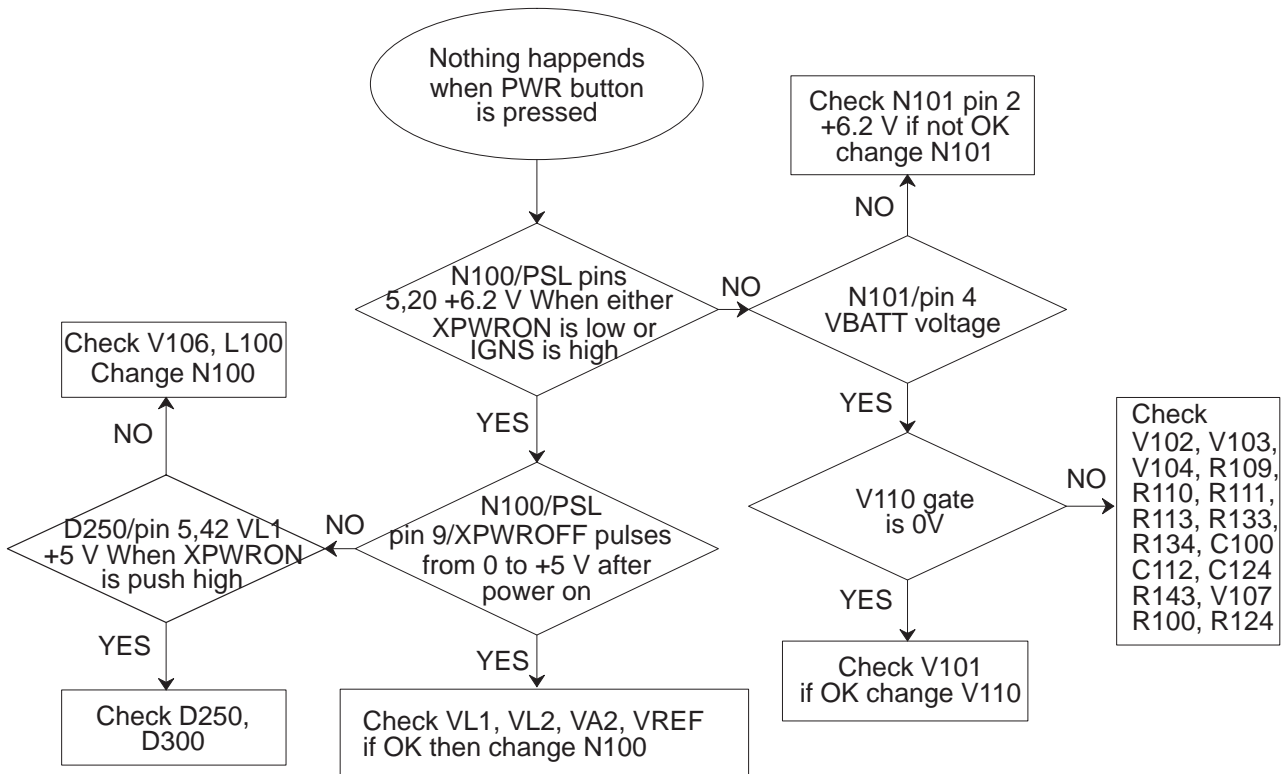 Nothing happends
when PWR button
is pressed
Check N101 pin 2
+6.2 V if not OK
change N101
NO
N100/PSL pins
5,20 +6.2 V When either
XPWRON is low or
IGNS is high
NO
N101/pin 4
VBATT voltage
Check V106, L100
Change N100
YES
YES
NO
Check
V102, V103,
V104, R109,
R110, R111,
R113, R133,
R134, C100
C112, C124
R143, V107
R100, R124
NO
V110 gate
is 0V
N100/PSL
pin 9/XPWROFF pulses
from 0 to +5 V after
power on
NO
D250/pin 5,42 VL1
+5 V When XPWRON
is push high
YES
YES
YES
Check V101
if OK change V110
Check VL1, VL2, VA2, VREF
if OK then change N100
Check D250,
D300